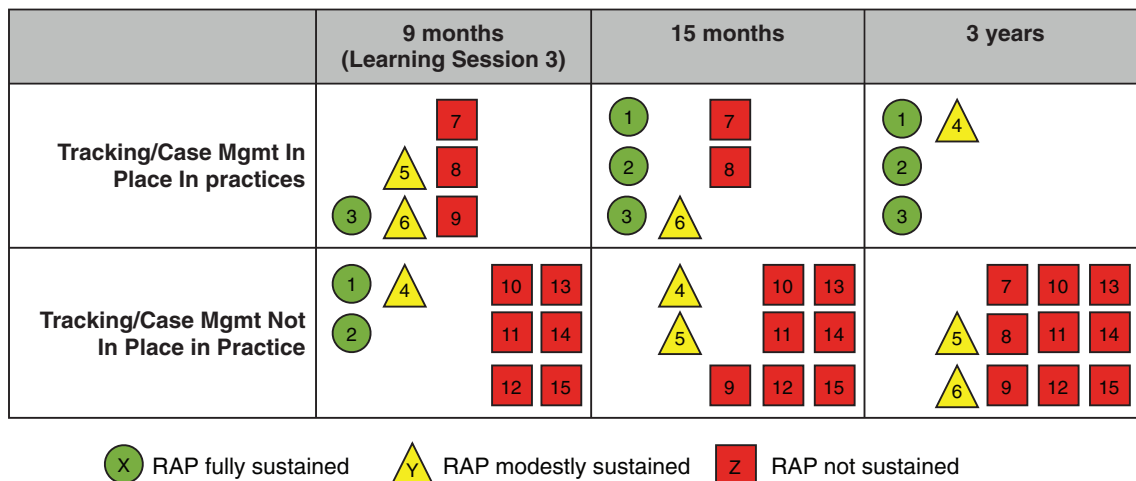 9 months
(Learning Session 3)
15 months
3 years
Tracking/Case Mgmt In
Place In practices
7
5 8
3 6 9
1 7
2 8
3 6
1 4
2
3
Tracking/Case Mgmt Not
In Place in Practice
1 4 10 13
2 11 14
12 15
4 10 13
5 11 14
9 12 15
7 10 13
5 8 11 14
6 9 12 15
X RAP fully sustained Y RAP modestly sustained Z RAP not sustained